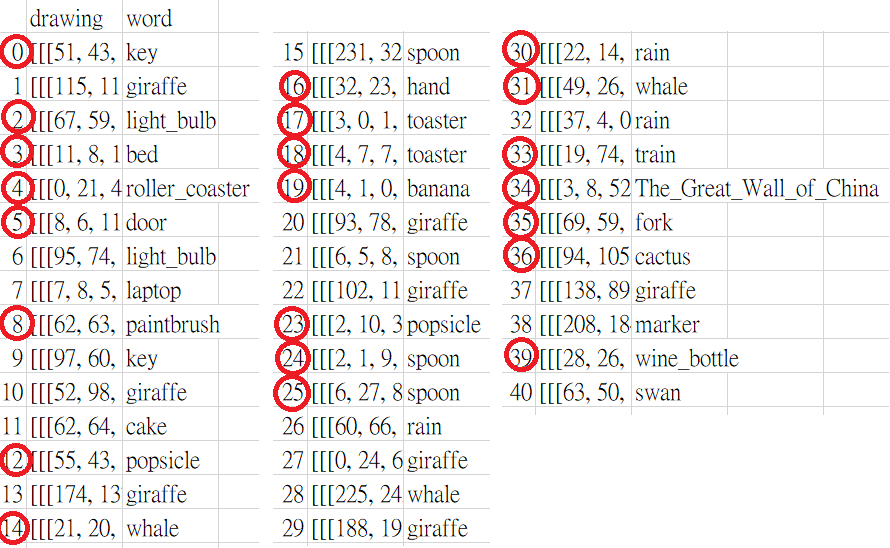 drawing word
0 [[[51, 43, key
1 [[[115, 11 giraffe
2 [[[67, 59, light_bulb
3 [[[11, 8, 1 bed
4 [[[0, 21, 4 roller_coaster
5 [[[8, 6, 11 door
6 [[[95, 74, light_bulb
7 [[[7, 8, 5, laptop
8 [[[62, 63, paintbrush
9 [[[97, 60, key
10 [[[52, 98, giraffe
11 [[[62, 64, cake
12 [[[55, 43, popsicle
13 [[[174, 13 giraffe
14 [[[21, 20, whale
15 [[[231, 32 spoon
16 [[[32, 23, hand
17 [[[3, 0, 1, toaster
18 [[[4, 7, 7, toaster
19 [[[4, 1, 0, banana
20 [[[93, 78, giraffe
21 [[[6, 5, 8, spoon
22 [[[102, 11 giraffe
23 [[[2, 10, 3 popsicle
24 [[[2, 1, 9, spoon
25 [[[6, 27, 8 spoon
26 [[[60, 66, rain
27 [[[0, 24, 6 giraffe
28 [[[225, 24 whale
29 [[[188, 19 giraffe
30 [[[22, 14, rain
31 [[[49, 26, whale
32 [[[37, 4, 0 rain
33 [[[19, 74, train
34 [[[3, 8, 52 The_Great_Wall_of_China
35 [[[69, 59, fork
36 [[[94, 105 cactus
37 [[[138, 89 giraffe
38 [[[208, 18 marker
39 [[[28, 26, wine_bottle
40 [[[63, 50, swan